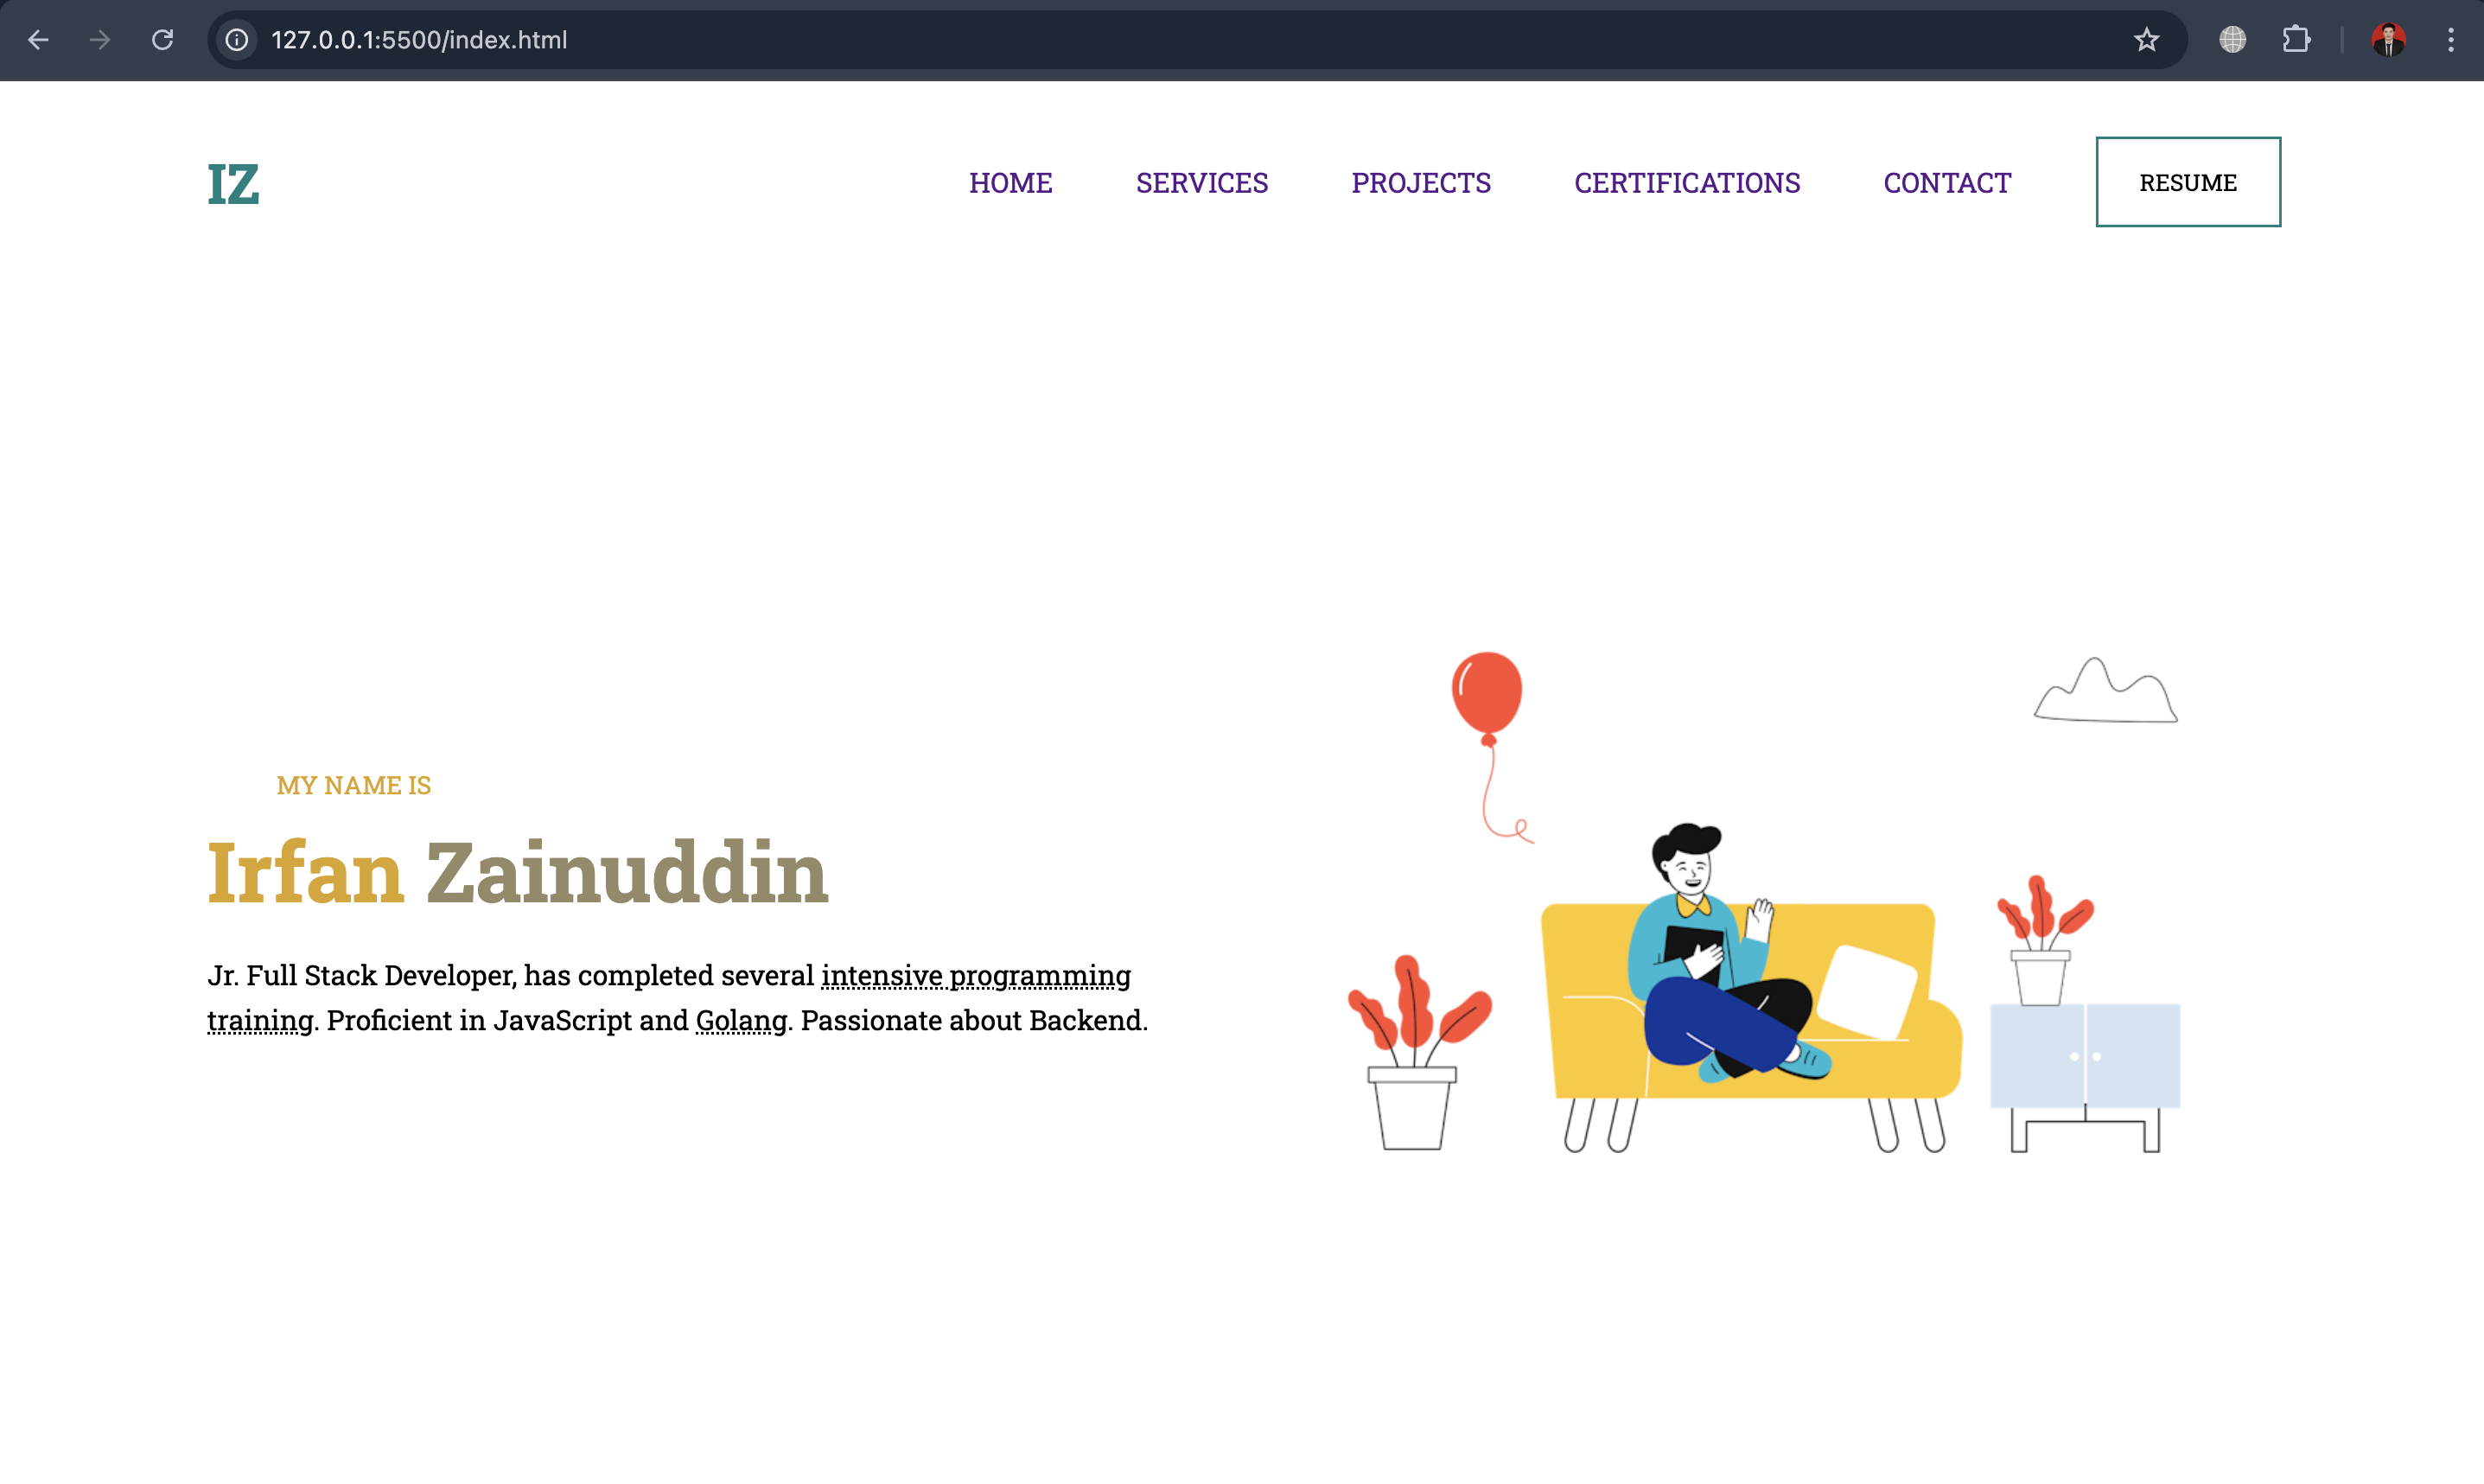 127.0.0.1:5500/index.html
IZ
HOME SERVICES PROJECTS CERTIFICATIONS CONTACT RESUME
MY NAME IS
Irfan Zainuddin
Jr. Full Stack Developer, has completed several intensive programming
training. Proficient in JavaScript and Golang. Passionate about Backend.